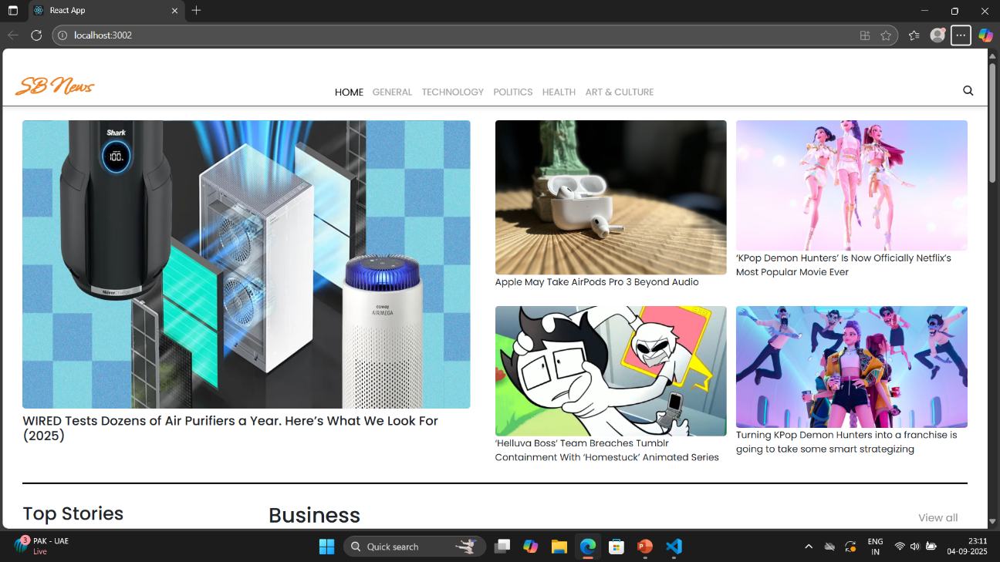 React App
localhost:3002
SB News
HOME GENERAL TECHNOLOGY POLITICS HEALTH ART & CULTURE
Shark
100%
coway
AIRMEGA
WIRED Tests Dozens of Air Purifiers a Year. Here’s What We Look For
(2025)
Apple May Take AirPods Pro 3 Beyond Audio
‘KPop Demon Hunters’ Is Now Officially Netflix’s
Most Popular Movie Ever
‘Helluva Boss’ Team Breaches Tumblr
Containment With ‘Homestuck’ Animated Series
Turning KPop Demon Hunters into a franchise is
going to take some smart strategizing
Top Stories
Business
View all
3
PAK - UAE
Live
Quick search
ENG
IN
23:11
04-09-2025